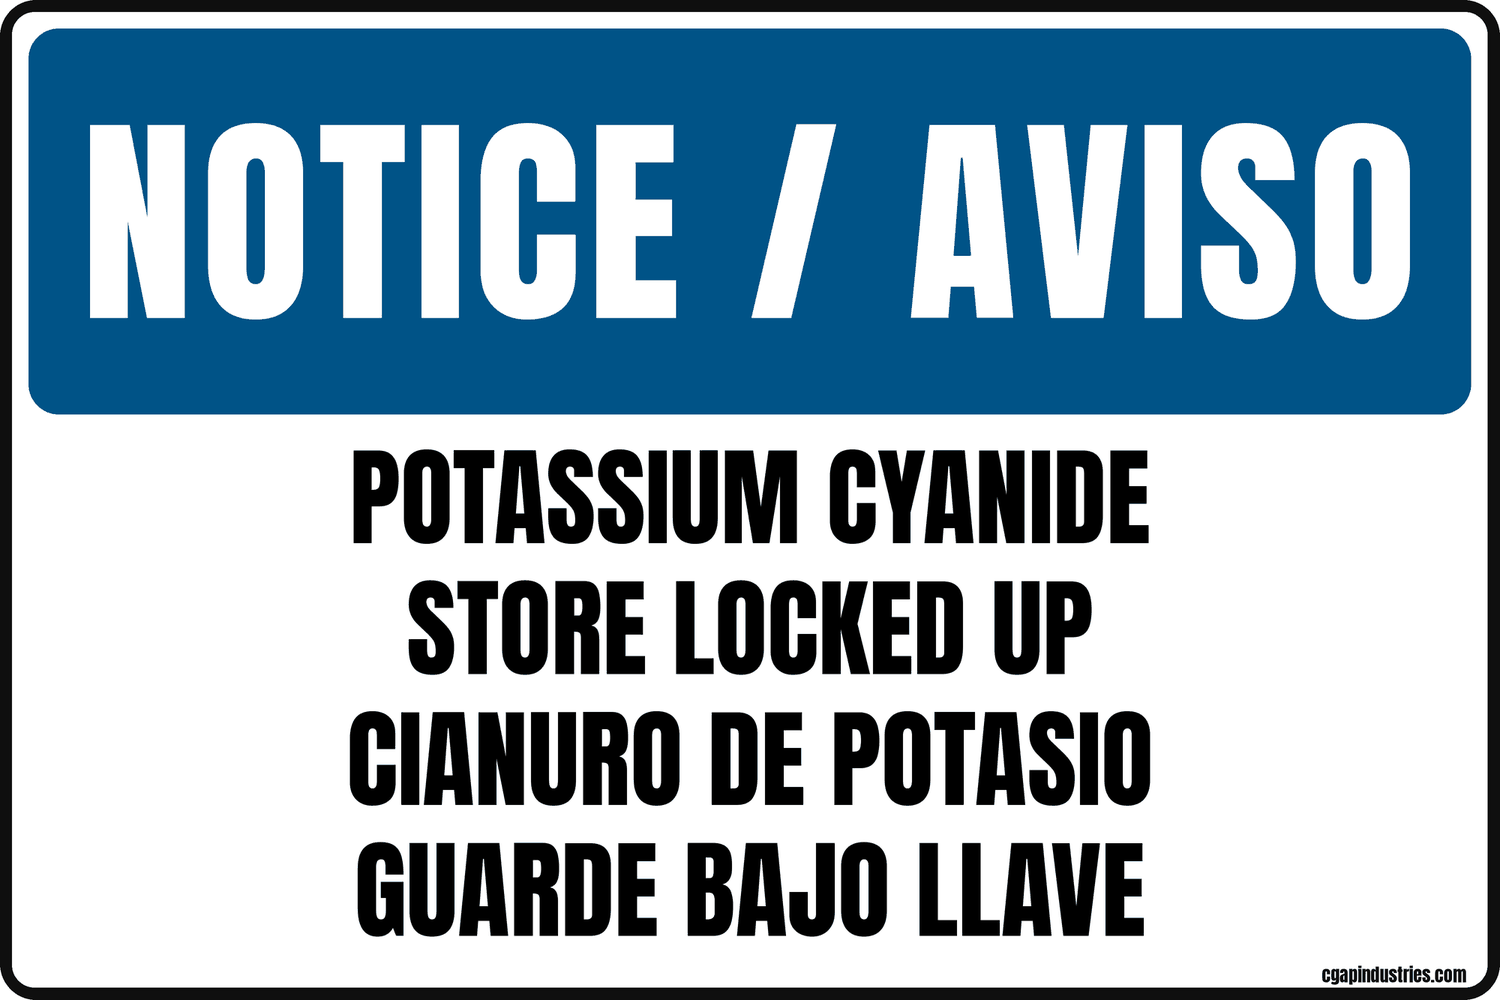 NOTICE / AVISO
POTASSIUM CYANIDE
STORE LOCKED UP
CIANURO DE POTASIO
GUARDE BAJO LLAVE
cgapindustries.com